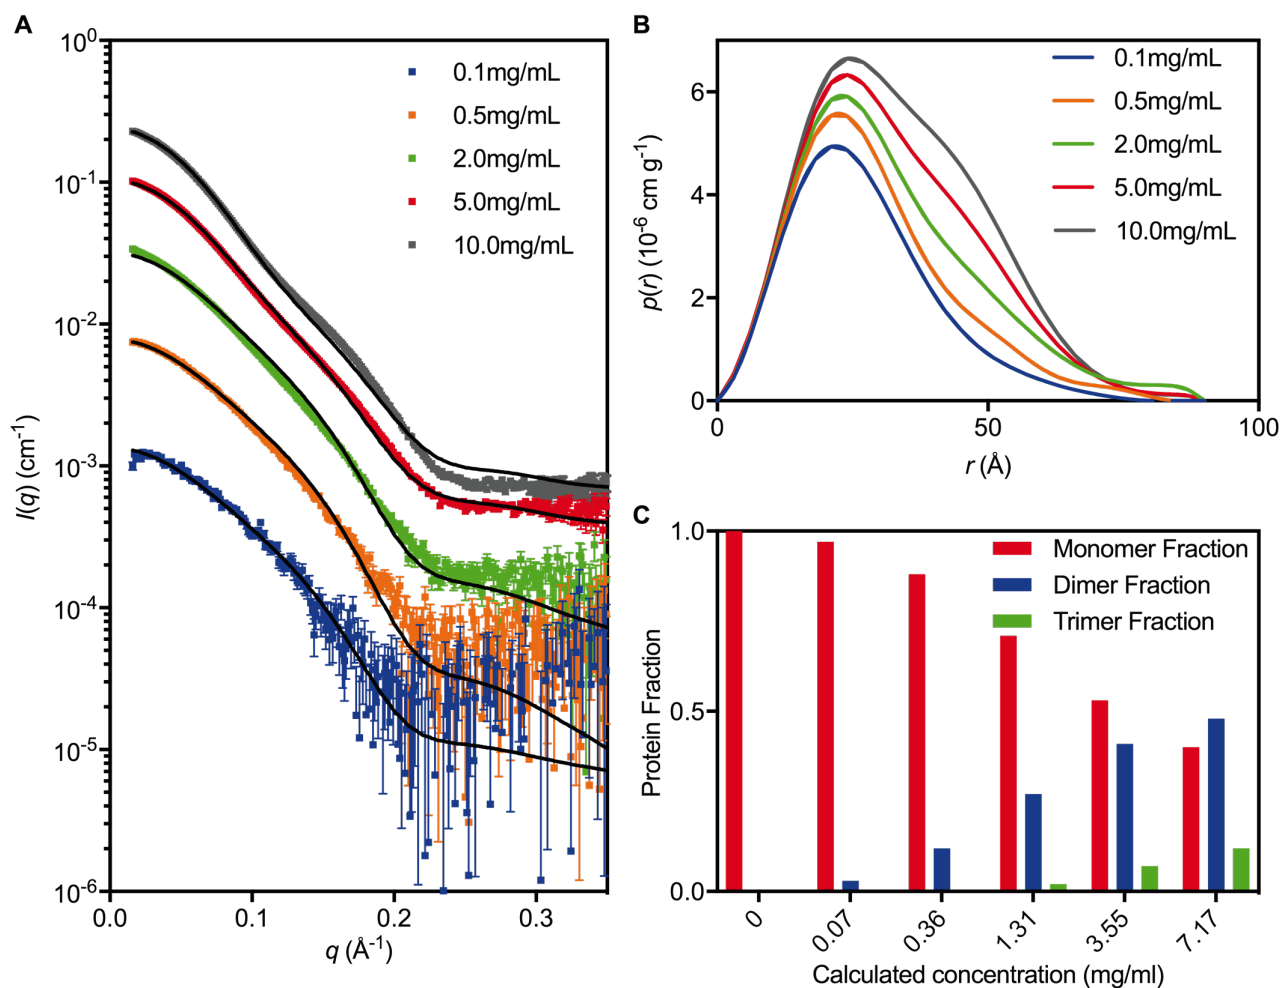 A
10⁰
10⁻¹
10⁻²
10⁻³
10⁻⁴
10⁻⁵
10⁻⁶
I(q) (cm⁻¹)
0.1mg/mL
0.5mg/mL
2.0mg/mL
5.0mg/mL
10.0mg/mL
0.0
0.1
0.2
0.3
q (Å⁻¹)
B
6
4
2
0
p(r) (10⁻⁶ cm g⁻¹)
0.1mg/mL
0.5mg/mL
2.0mg/mL
5.0mg/mL
10.0mg/mL
0
50
100
r (Å)
C
1.0
0.5
0.0
Protein Fraction
Monomer Fraction
Dimer Fraction
Trimer Fraction
0
0.07
0.36
1.31
3.55
7.17
Calculated concentration (mg/ml)